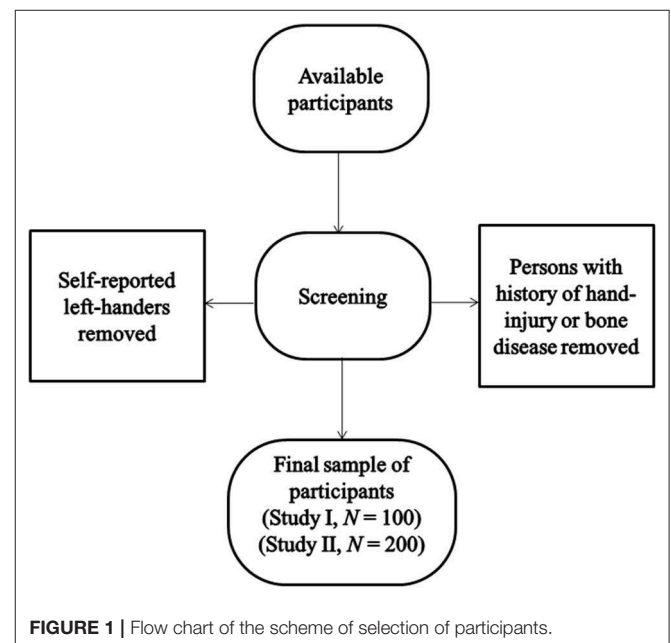 Available
participants
Self-reported
left-handers
removed
Screening
Persons with
history of hand-
injury or bone
disease removed
Final sample of
participants
(Study I, N = 100)
(Study II, N = 200)
FIGURE 1 | Flow chart of the scheme of selection of participants.